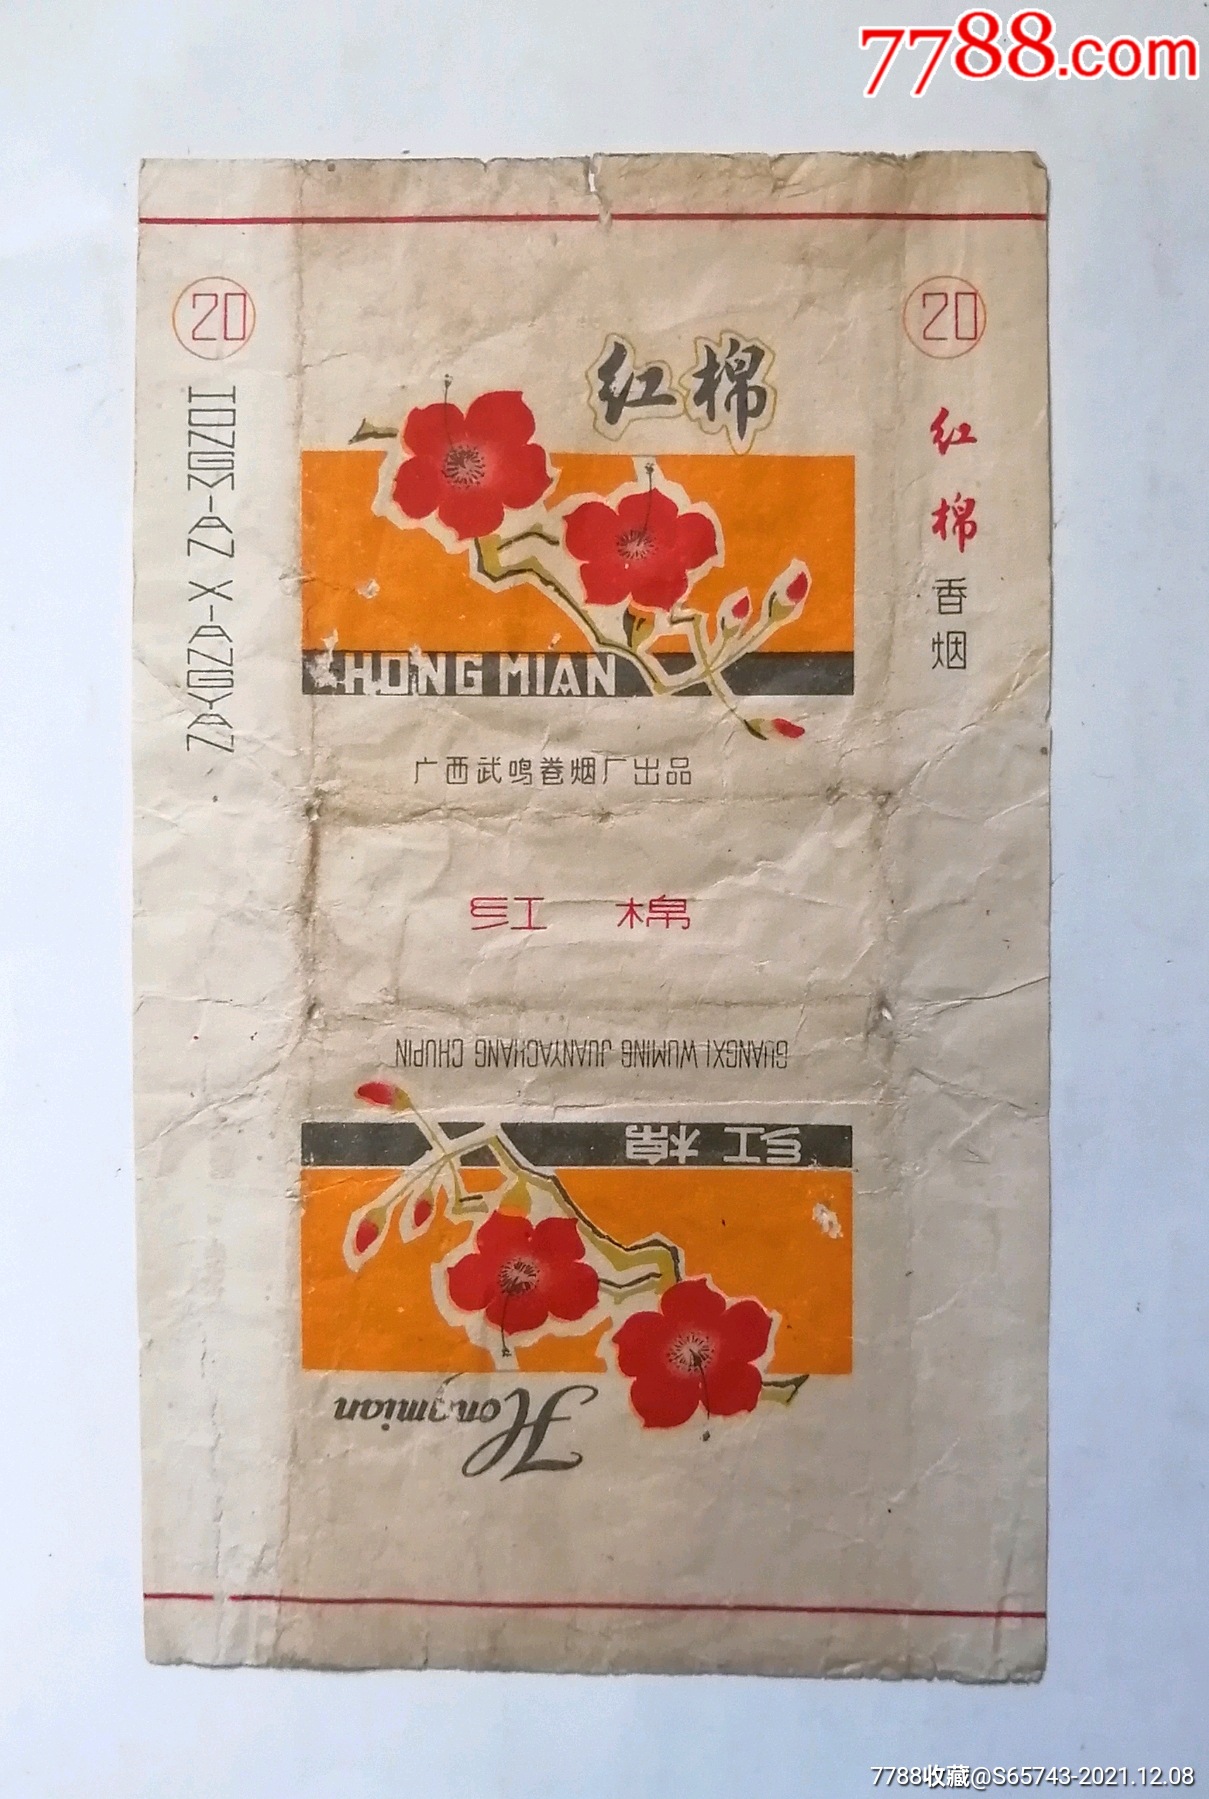 7788.com
20
HONGMIAN XIANGYAN
红棉
HONG MIAN
广西武鸣卷烟厂出品
20
红棉
香烟
红 棉
GUANGXI WUMING JUANYACHANG CHUPIN
红棉
Hongmian
7788收藏@S65743-2021.12.08